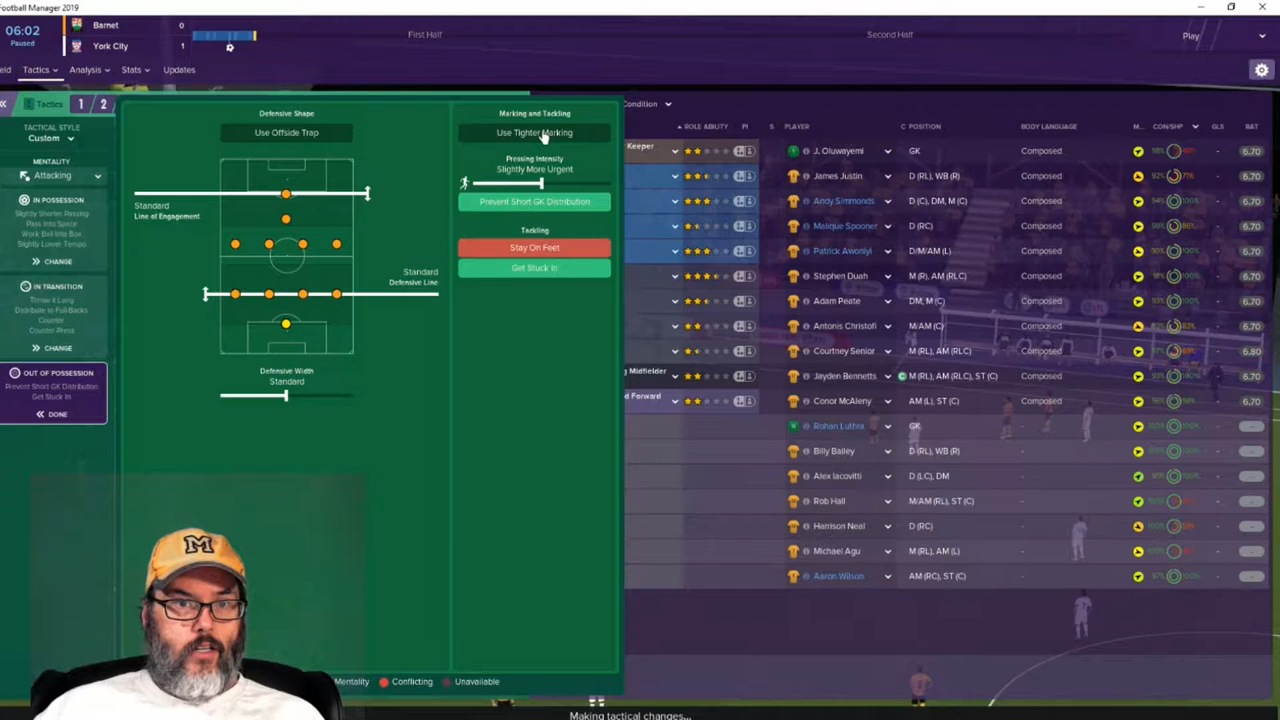 Football Manager 2019
06:02
Paused
Barnet 0
York City 1
First Half
Second Half
Play
Tactics
Analysis
Stats
Updates
Tactics 1 2
TACTICAL STYLE
Custom
MENTALITY
Attacking
IN POSSESSION
Slightly Shorter Passing
Pass Into Space
Work Ball Into Box
Slightly Lower Tempo
CHANGE
IN TRANSITION
Throw it Long
Distribute to Full-Backs
Counter
Counter-Press
CHANGE
OUT OF POSSESSION
Prevent Short GK Distribution
Get Stuck In
DONE
Defensive Shape
Use Offside Trap
Standard
Line of Engagement
Standard
Defensive Line
Defensive Width
Standard
Marking and Tackling
Use Tighter Marking
Pressing Intensity
Slightly More Urgent
Prevent Short GK Distribution
Tackling
Stay On Feet
Get Stuck In
Mentality
Conflicting
Unavailable
Condition
ROLE ABILITY PI S PLAYER C POSITION BODY LANGUAGE M... CON/SHP GLS RAT
Keeper J. Oluwayemi GK Composed 6.70
James Justin D (RL), WB (R) Composed 6.70
Andy Simmonds D (C), DM, M (C) Composed 6.70
Malique Spooner D (RC) Composed 6.70
Patrick Awoniyi D/M/AM (L) Composed 6.70
Stephen Duah M (R), AM (RLC) Composed 6.70
Adam Peate DM, M (C) Composed 6.70
Antonis Christofi M/AM (C) Composed 6.70
Courtney Senior M (RL), AM (RLC) Composed 6.80
Midfielder Jayden Bennetts C M (RL), AM (RLC), ST (C) Composed 6.70
Forward Conor McAleny AM (L), ST (C) Composed 6.70
Rohan Luthra GK - - -
Billy Bailey D (RL), WB (R) - - -
Alex Iacovitti D (LC), DM - - -
Rob Hall M/AM (RL), ST (C) - - -
Harrison Neal D (RC) - - -
Michael Agu M (RL), AM (L) - - -
Aaron Wilson AM (RC), ST (C) - - -
M
Making tactical changes...